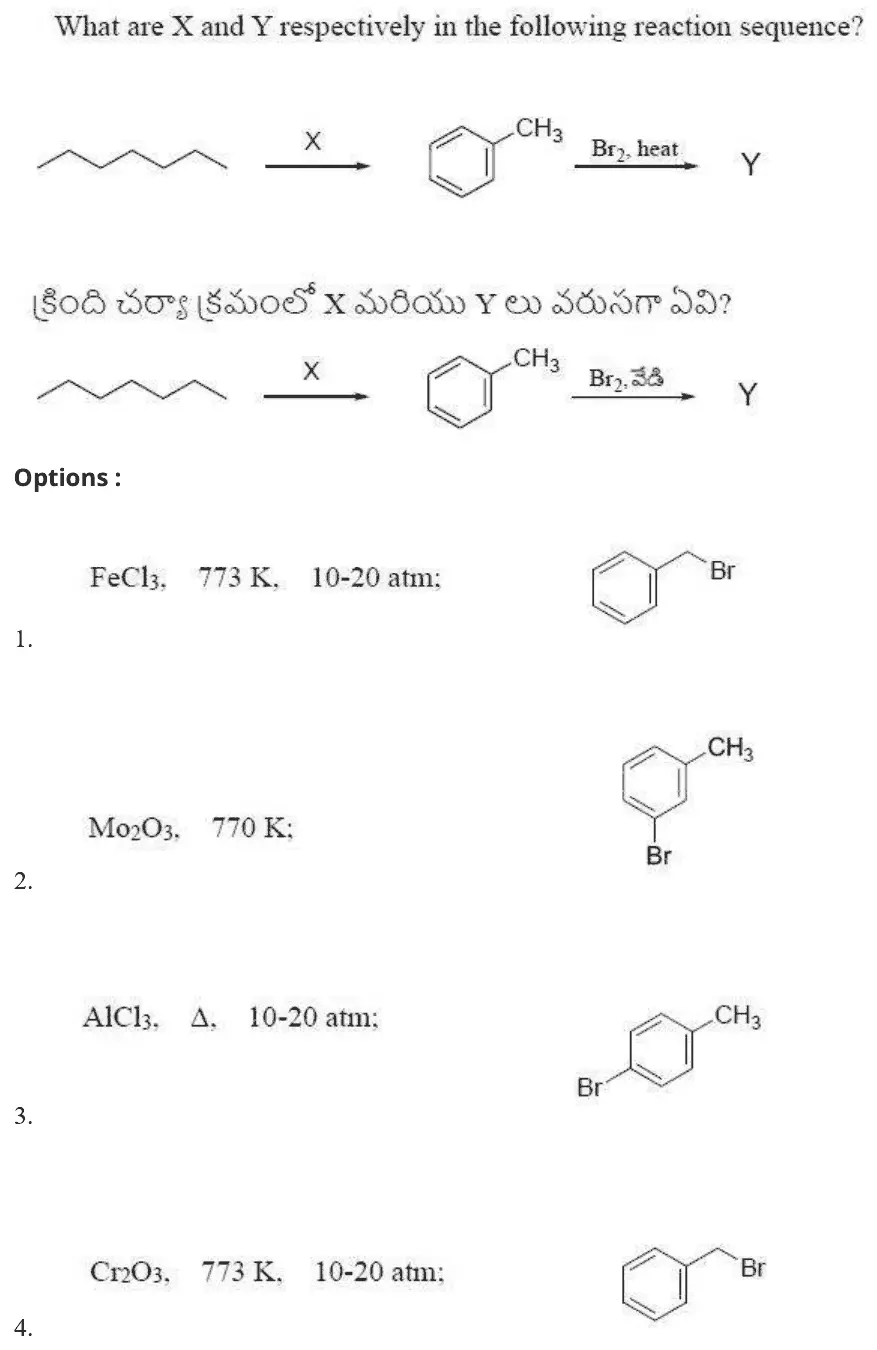 What are X and Y respectively in the following reaction sequence?
X
CH3
Br2, heat
Y
క్రింది చర్యా క్రమంలో X మరియు Y లు వరుసగా ఏవి?
X
CH3
Br2, వేడి
Y
Options :
FeCl3, 773 K, 10-20 atm;
Br
1.
CH3
Mo2O3, 770 K;
Br
2.
AlCl3, Δ, 10-20 atm;
CH3
Br
3.
Cr2O3, 773 K, 10-20 atm;
Br
4.